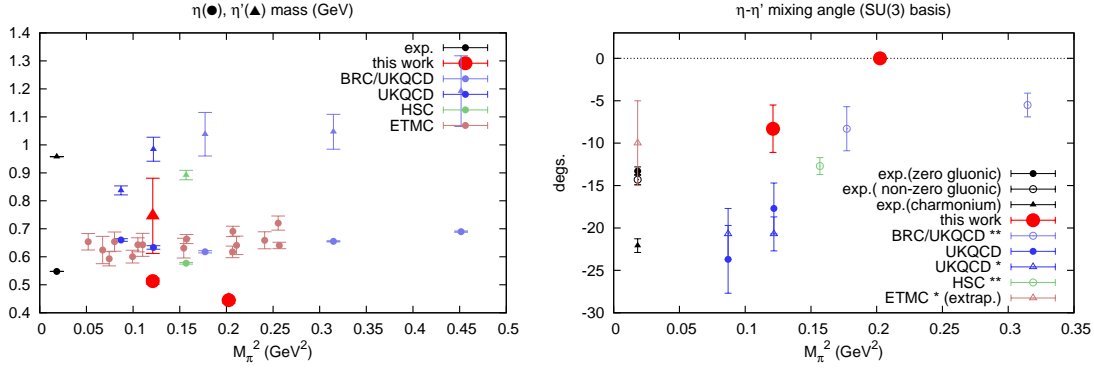 η(●), η'(▲) mass (GeV)
1.4
1.3
1.2
1.1
1
0.9
0.8
0.7
0.6
0.5
0.4
exp.
this work
BRC/UKQCD
UKQCD
HSC
ETMC
0 0.05 0.1 0.15 0.2 0.25 0.3 0.35 0.4 0.45 0.5
M_π^2 (GeV^2)
η-η' mixing angle (SU(3) basis)
degs.
0
-5
-10
-15
-20
-25
-30
exp.(zero gluonic)
exp.( non-zero gluonic)
exp.(charmonium)
this work
BRC/UKQCD **
UKQCD
UKQCD *
HSC **
ETMC * (extrap.)
0 0.05 0.1 0.15 0.2 0.25 0.3 0.35
M_π^2 (GeV^2)